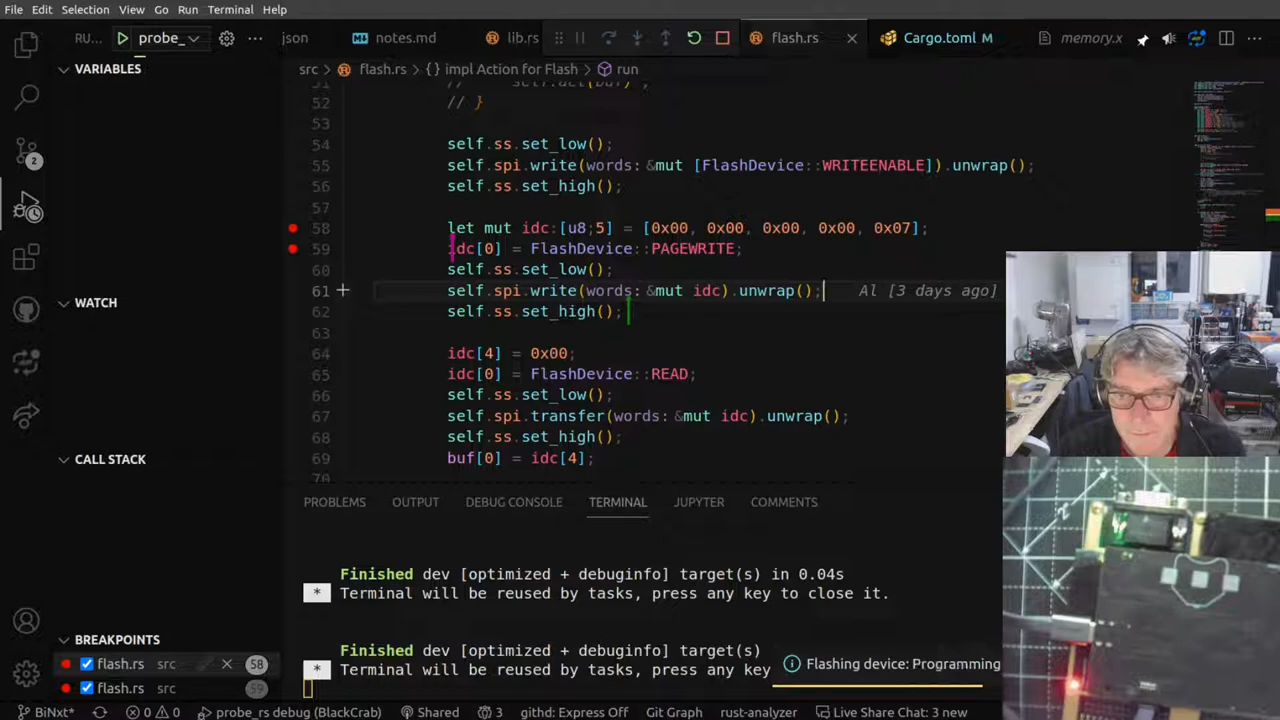 File Edit Selection View Go Run Terminal Help
RU... probe_ ... json notes.md lib.rs flash.rs Cargo.toml M memory.x
VARIABLES
src > flash.rs > {} impl Action for Flash > run
52 // }
53
54 self.ss.set_low();
55 self.spi.write(words: &mut [FlashDevice::WRITEENABLE]).unwrap();
56 self.ss.set_high();
57
58 let mut idc:[u8;5] = [0x00, 0x00, 0x00, 0x00, 0x07];
59 idc[0] = FlashDevice::PAGEWRITE;
60 self.ss.set_low();
61 self.spi.write(words: &mut idc).unwrap(); Al [3 days ago]
62 self.ss.set_high();
63
64 idc[4] = 0x00;
65 idc[0] = FlashDevice::READ;
66 self.ss.set_low();
67 self.spi.transfer(words: &mut idc).unwrap();
68 self.ss.set_high();
69 buf[0] = idc[4];
70
2
WATCH
CALL STACK
PROBLEMS OUTPUT DEBUG CONSOLE TERMINAL JUPYTER COMMENTS
Finished dev [optimized + debuginfo] target(s) in 0.04s
* Terminal will be reused by tasks, press any key to close it.
Finished dev [optimized + debuginfo] target(s)
* Terminal will be reused by tasks, press any key
Flashing device: Programming
BREAKPOINTS
flash.rs src 58
flash.rs src 59
BiNxt* 0 0 probe_rs debug (BlackCrab) Shared 3 githd: Express Off Git Graph rust-analyzer LiveShare Chat: 3 new